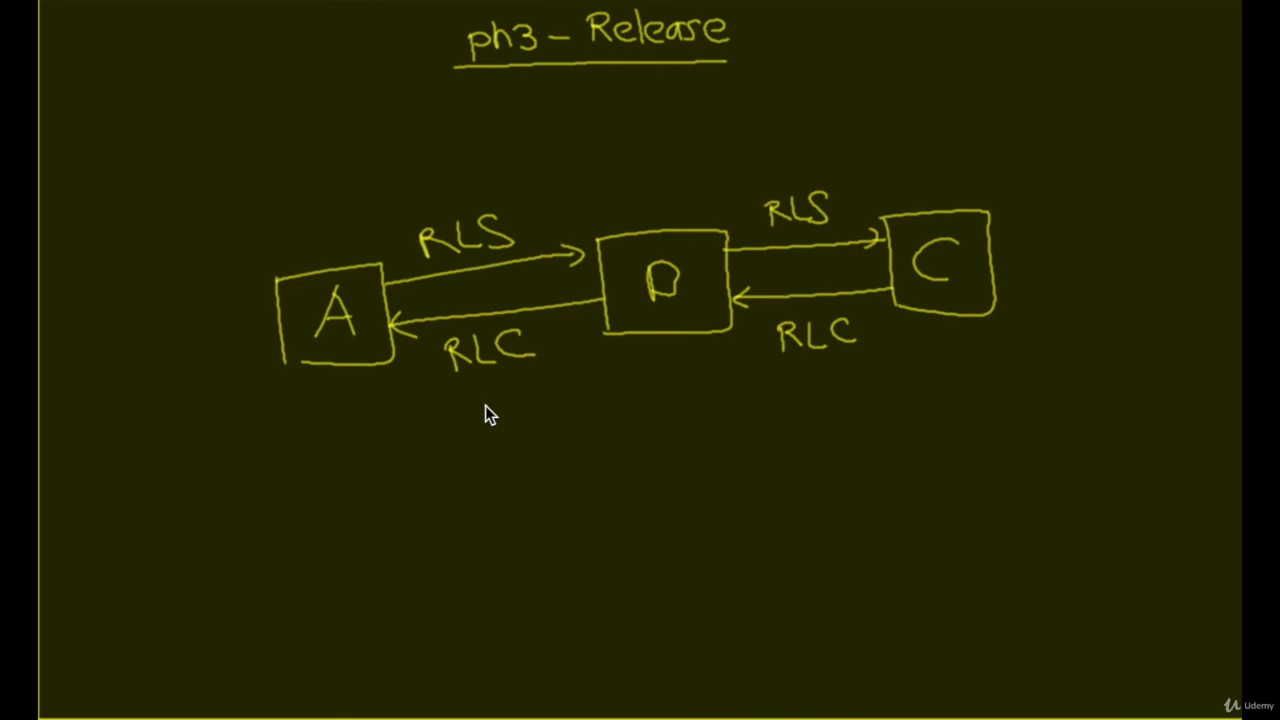 ph3 - Release
RLS
RLS
A
D
C
RLC
RLC
Udemy